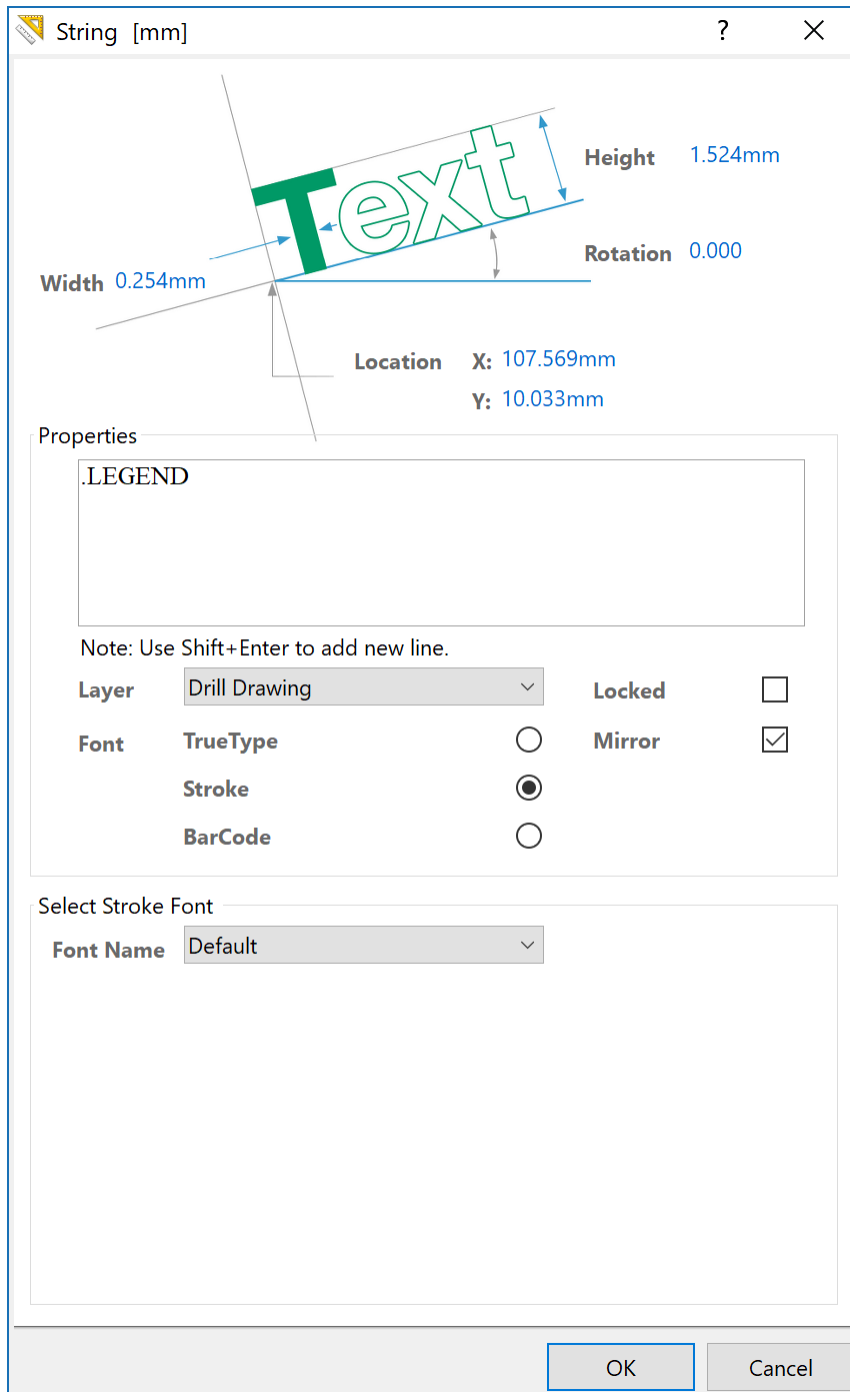 String [mm] ?
Text
Height 1.524mm
Rotation 0.000
Width 0.254mm
Location X: 107.569mm
Y: 10.033mm
Properties
.LEGEND
Note: Use Shift+Enter to add new line.
Layer Drill Drawing Locked
Font TrueType Mirror
Stroke
BarCode
Select Stroke Font
Font Name Default
OK Cancel